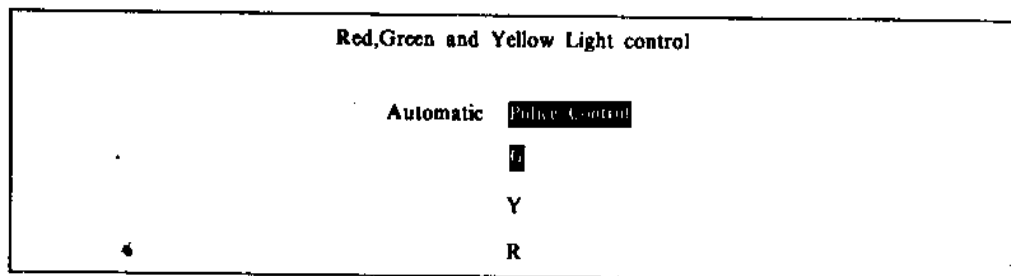 Red,Green and Yellow Light control
Automatic Police Control
G
Y
R